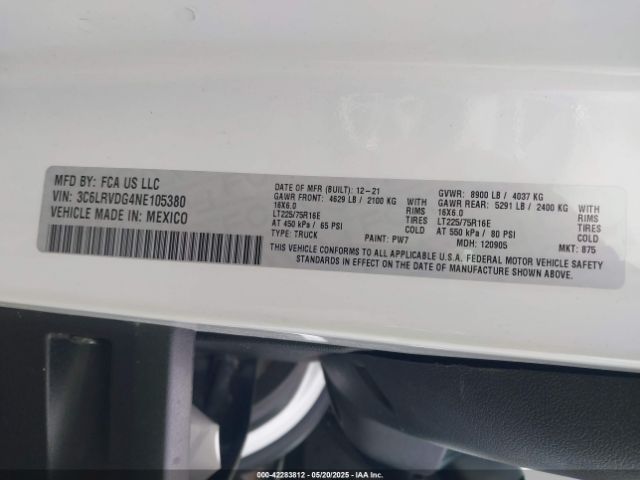 MFD BY: FCA US LLC
VIN: 3C6LRVDG4NE105380
VEHICLE MADE IN: MEXICO
DATE OF MFR (BUILT): 12-21
GVWR: 8900 LB / 4037 KG
GAWR FRONT: 4629 LB / 2100 KG
GAWR REAR: 5291 LB / 2400 KG
16X6.0 RIMS
16X6.0 RIMS
LT225/75R16E TIRES
LT225/75R16E TIRES
AT 450 kPa / 65 PSI COLD
AT 550 kPa / 80 PSI COLD
TYPE: TRUCK PAINT: PW7 MDH: 120905 MKT: 875
THIS VEHICLE CONFORMS TO ALL APPLICABLE U.S.A. FEDERAL MOTOR VEHICLE SAFETY
STANDARDS IN EFFECT ON THE DATE OF MANUFACTURE SHOWN ABOVE.
000-42283812 - 05/20/2025 - IAA Inc.